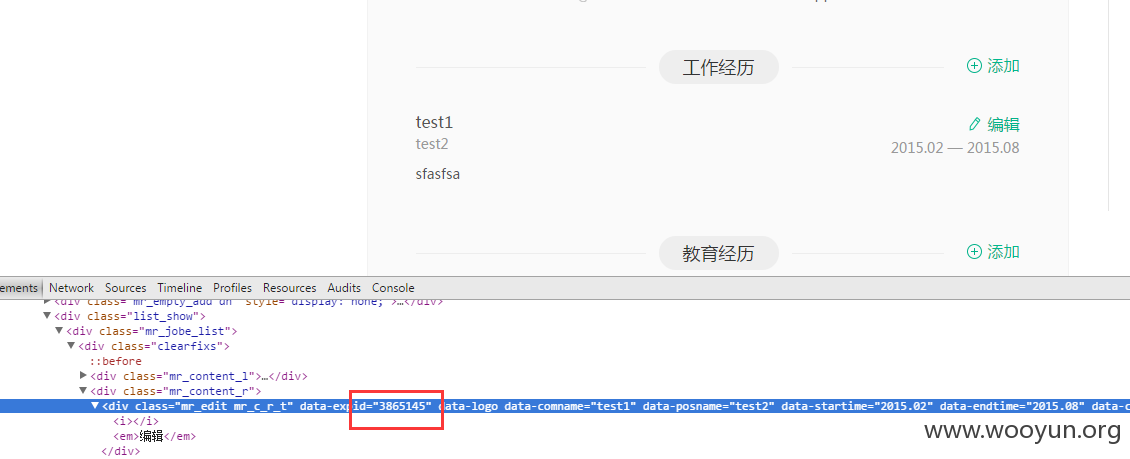 工作经历
添加
test1
编辑
test2
2015.02 — 2015.08
sfasfsa
教育经历
添加
ements Network Sources Timeline Profiles Resources Audits Console
<div class="mr_empty_add un" style="display: none;">…</div>
<div class="list_show">
<div class="mr_jobe_list">
<div class="clearfixs">
::before
<div class="mr_content_l">…</div>
<div class="mr_content_r">
<div class="mr_edit mr_c_r_t" data-expid="3865145" data-logo data-comname="test1" data-posname="test2" data-startime="2015.02" data-endtime="2015.08" data-c
<i></i>
<em>编辑</em>
</div>
www.wooyun.org